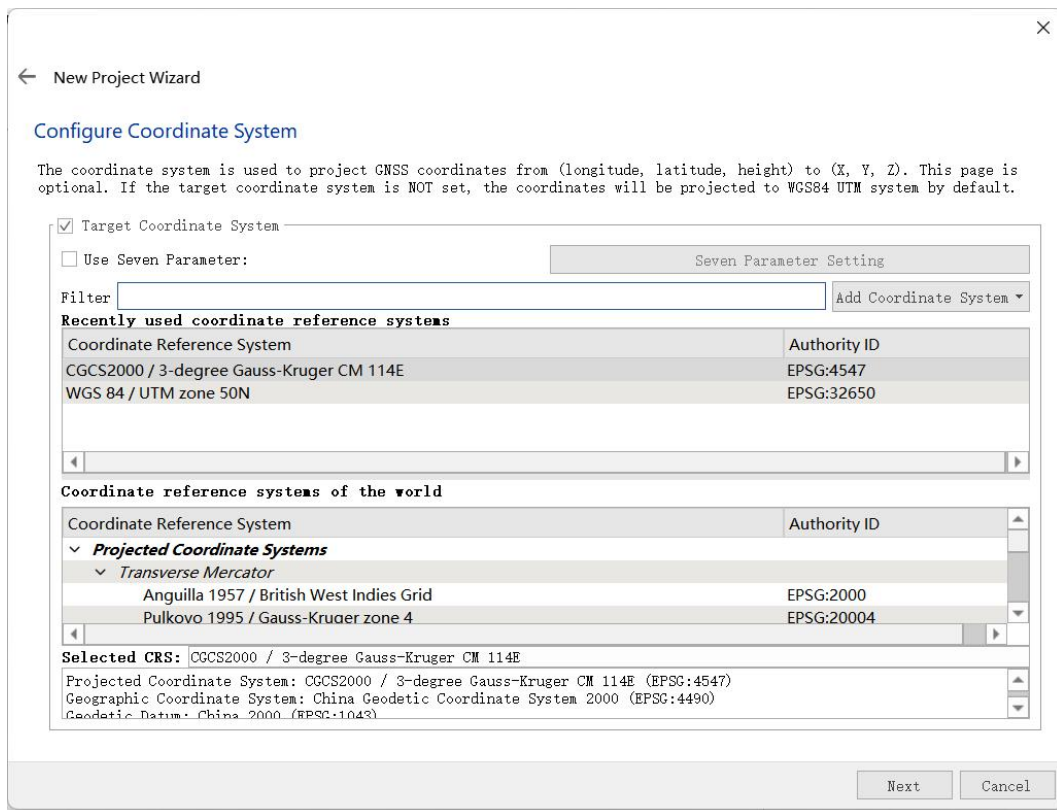 New Project Wizard
Configure Coordinate System
The coordinate system is used to project GNSS coordinates from (longitude, latitude, height) to (X, Y, Z). This page is
optional. If the target coordinate system is NOT set, the coordinates will be projected to WGS84 UTM system by default.
Target Coordinate System
Use Seven Parameter: Seven Parameter Setting
Filter Add Coordinate System
Recently used coordinate reference systems
Coordinate Reference System Authority ID
CGCS2000 / 3-degree Gauss-Kruger CM 114E EPSG:4547
WGS 84 / UTM zone 50N EPSG:32650
Coordinate reference systems of the world
Coordinate Reference System Authority ID
Projected Coordinate Systems
Transverse Mercator
Anguilla 1957 / British West Indies Grid EPSG:2000
Pulkovo 1995 / Gauss-Kruger zone 4 EPSG:20004
Selected CRS: CGCS2000 / 3-degree Gauss-Kruger CM 114E
Projected Coordinate System: CGCS2000 / 3-degree Gauss-Kruger CM 114E (EPSG:4547)
Geographic Coordinate System: China Geodetic Coordinate System 2000 (EPSG:4490)
Geodetic Datum: China 2000 (EPSG:1043)
Next Cancel